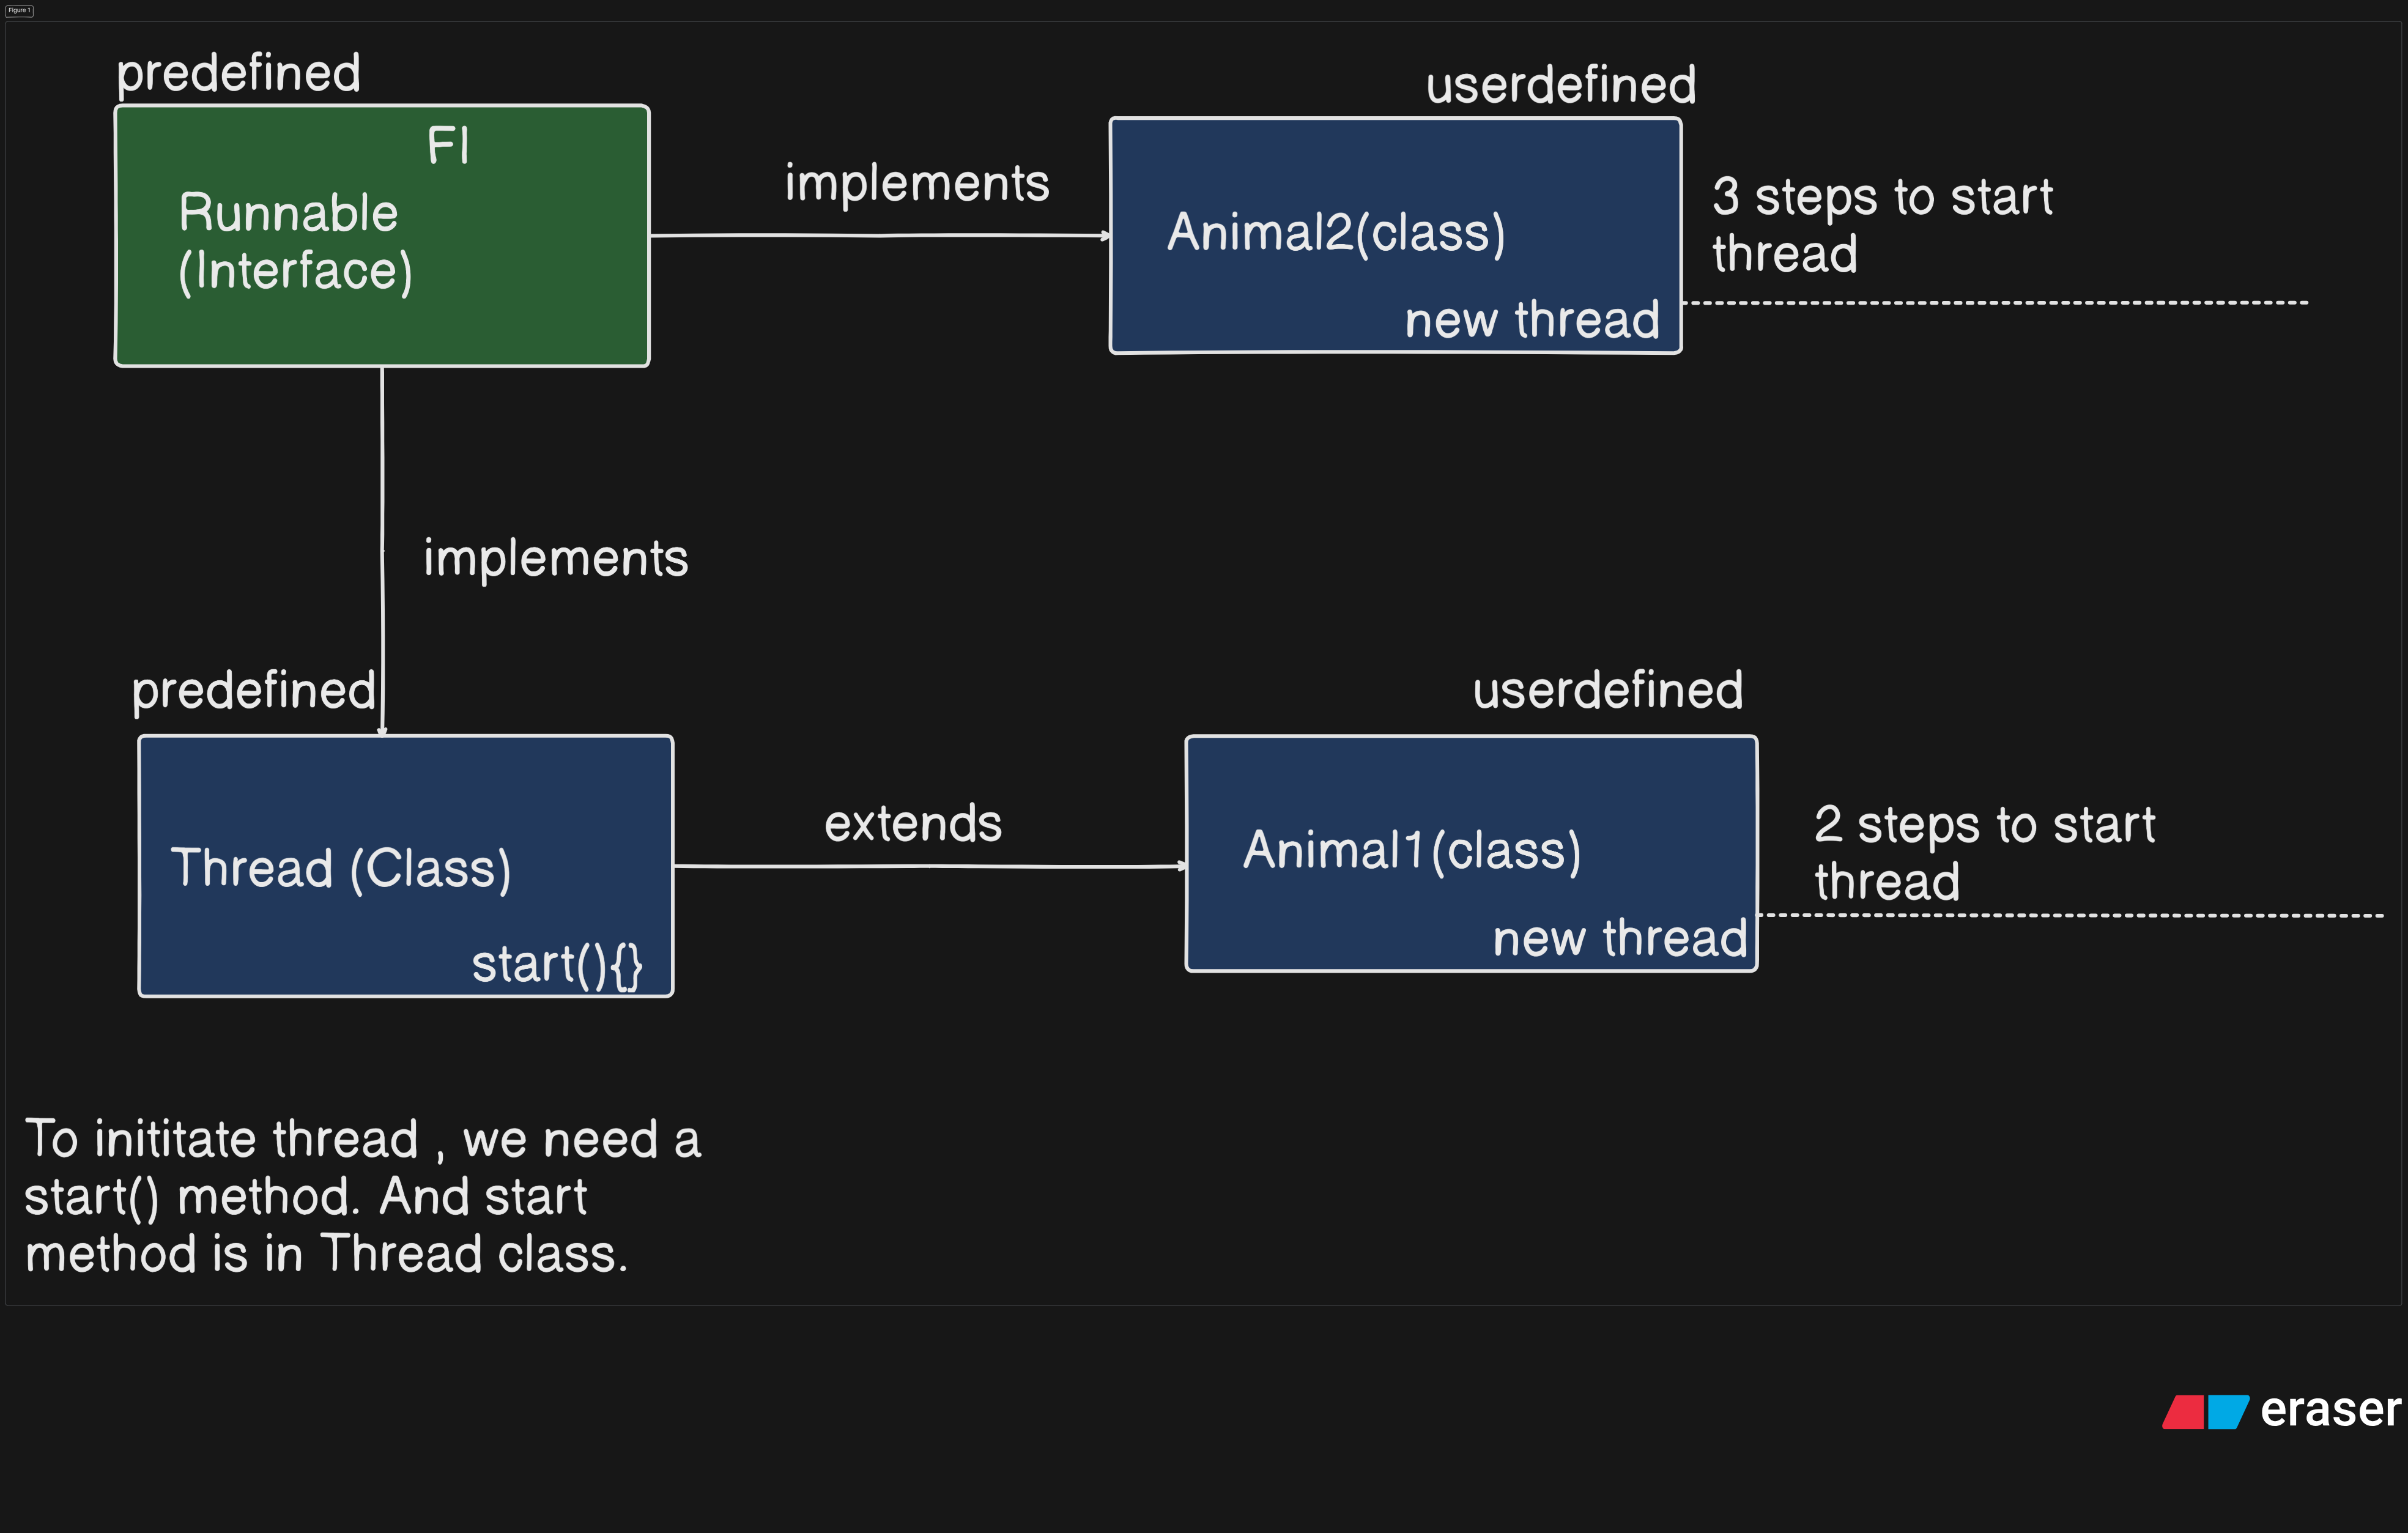 Figure 1
predefined
userdefined
FI
Runnable
(Interface)
implements
Animal2(class)
new thread
3 steps to start
thread
implements
predefined
userdefined
Thread (Class)
start(){}
extends
Animal1(class)
new thread
2 steps to start
thread
To inititate thread , we need a
start() method. And start
method is in Thread class.
eraser